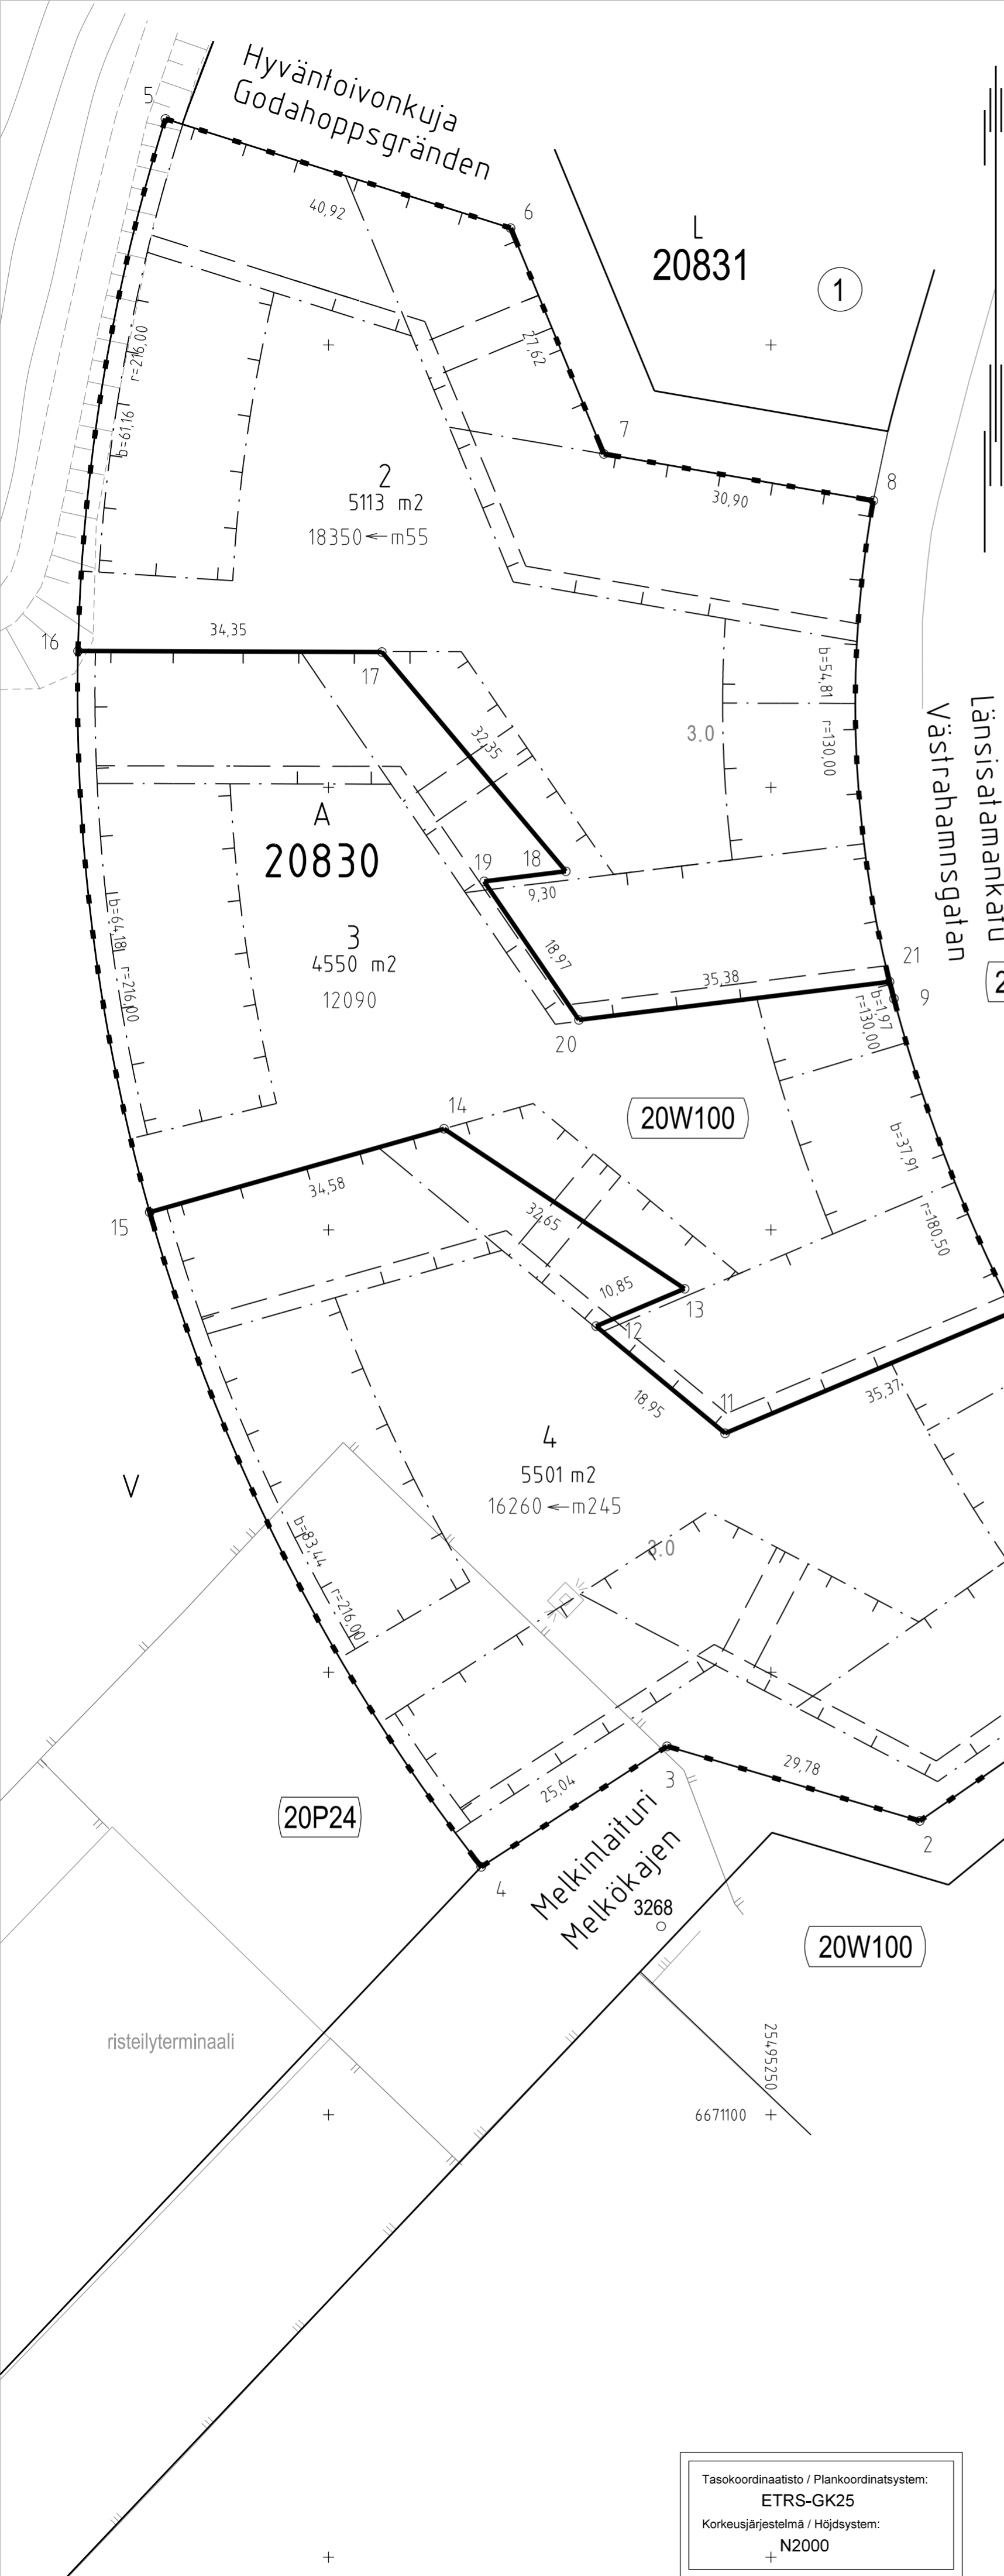 Hyväntoivonkuja
Godahoppsgränden
5
40,92
6
L
20831
1
27,62
r=216,00
b=61,16
7
8
30,90
2
5113 m2
18350←m55
16
34,35
17
32,35
b=54,81
r=130,00
3.0
Länsisatamankatu
Västrahamnsgatan
A
20830
19
18
9,30
3
4550 m2
12090
b=64,18
r=216,00
18,97
35,38
21
9
b=1,97
r=130,00
20
14
20W100
34,58
15
32,65
b=37,91
r=180,50
10,85
13
12
18,95
11
35,37
4
5501 m2
16260←m245
V
3.0
b=83,44
r=216,00
3
29,78
25,04
20P24
2
4
Melkinlaituri
Melkökajen
3268
20W100
risteilyterminaali
25495250
6671100
Tasokoordinaatisto / Plankoordinatsystem:
ETRS-GK25
Korkeusjärjestelmä / Höjdsystem:
N2000